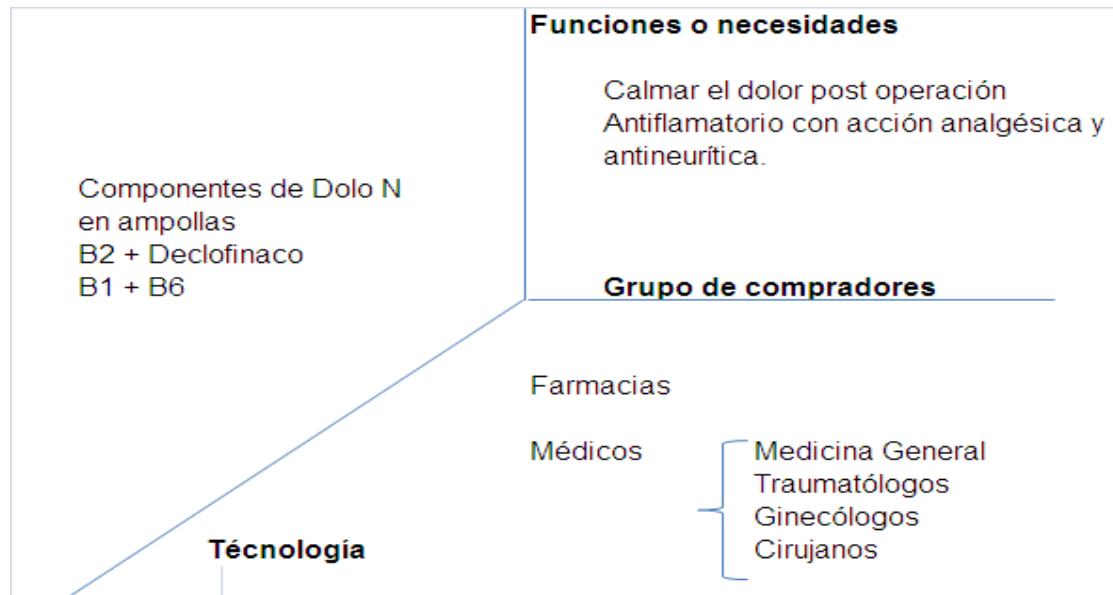 Funciones o necesidades
Calmar el dolor post operación
Antiflamatorio con acción analgésica y
antineurítica.
Componentes de Dolo N
en ampollas
B2 + Declofinaco
B1 + B6
Grupo de compradores
Farmacias
Médicos
Medicina General
Traumatólogos
Ginecólogos
Cirujanos
Técnología